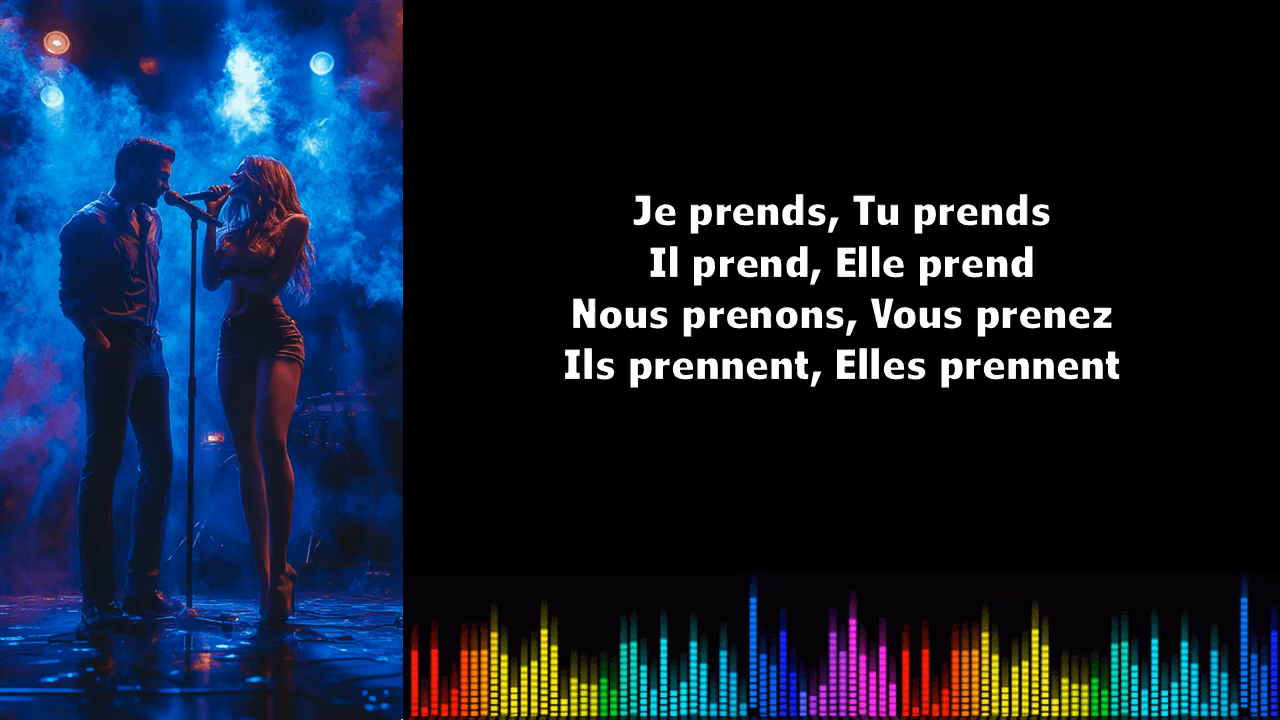 Je prends, Tu prends
Il prend, Elle prend
Nous prenons, Vous prenez
Ils prennent, Elles prennent